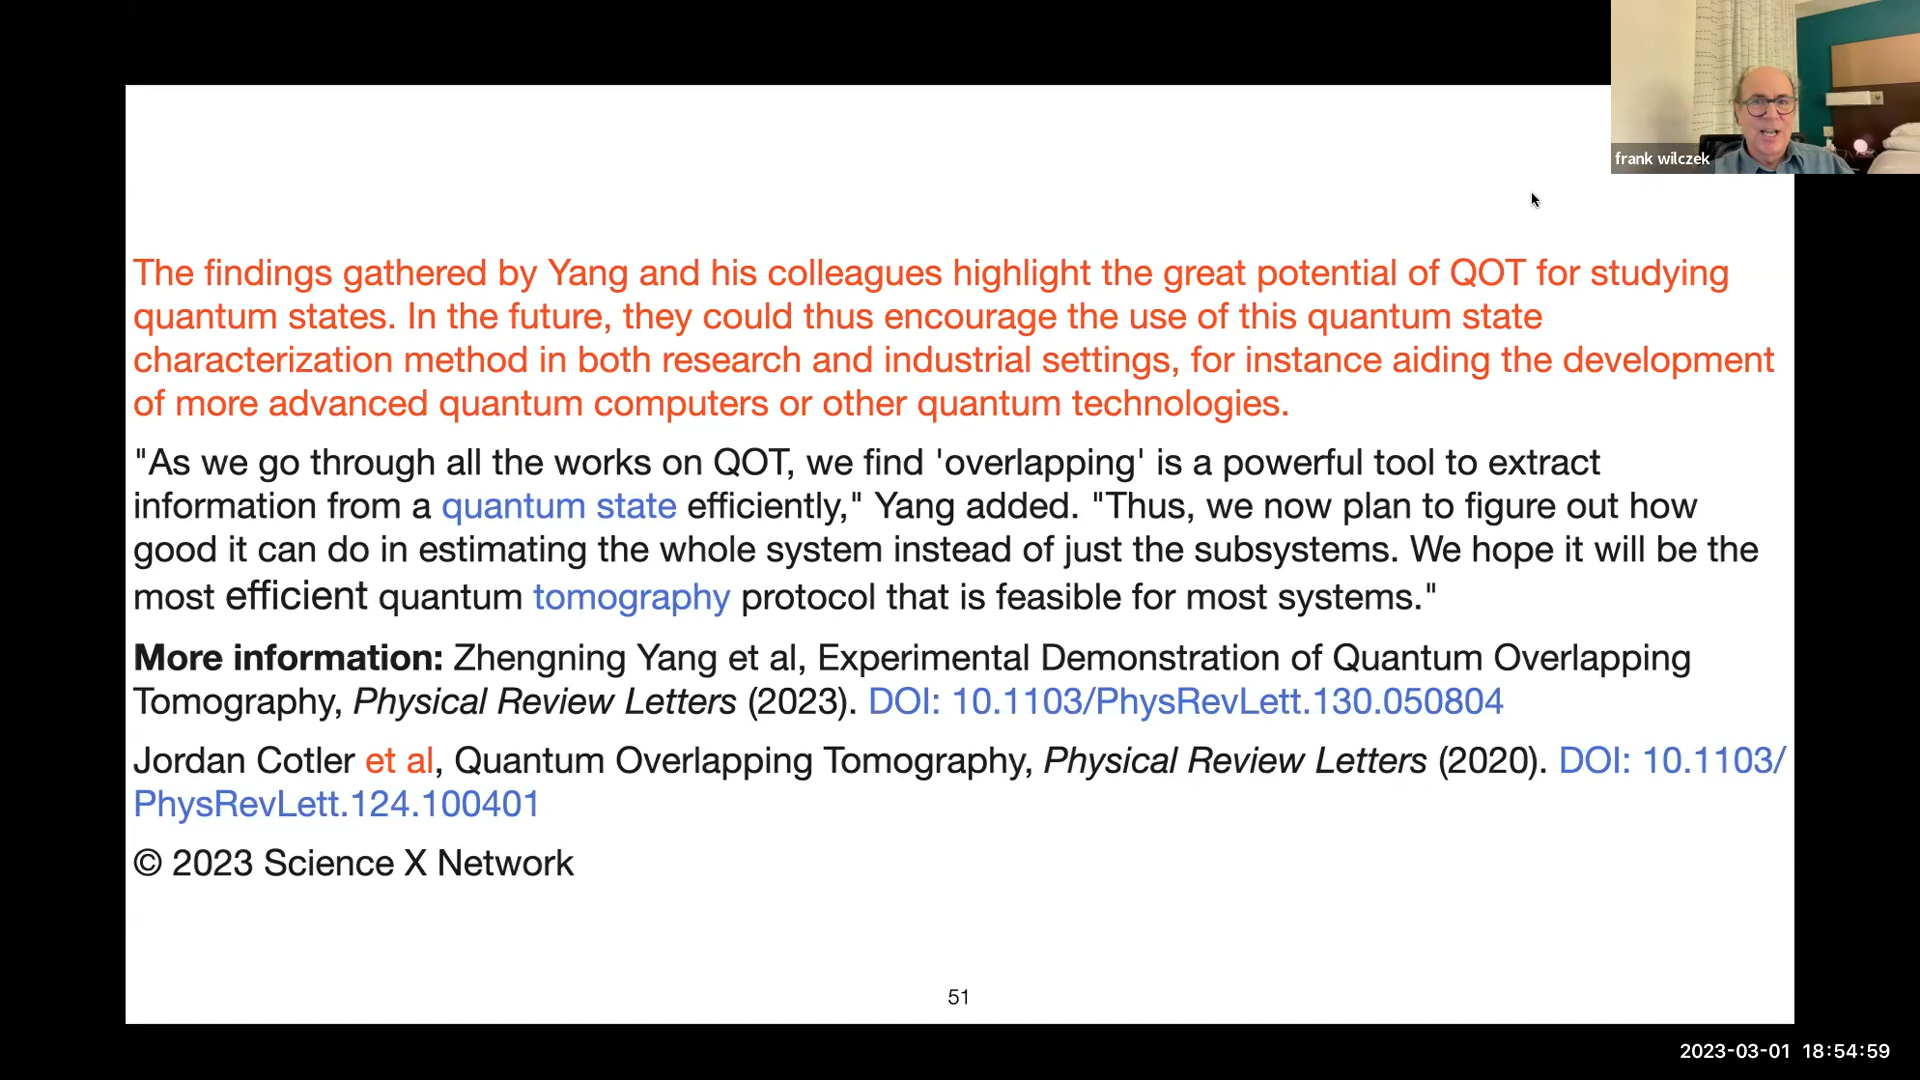 frank wilczek
The findings gathered by Yang and his colleagues highlight the great potential of QOT for studying
quantum states. In the future, they could thus encourage the use of this quantum state
characterization method in both research and industrial settings, for instance aiding the development
of more advanced quantum computers or other quantum technologies.
"As we go through all the works on QOT, we find 'overlapping' is a powerful tool to extract
information from a quantum state efficiently," Yang added. "Thus, we now plan to figure out how
good it can do in estimating the whole system instead of just the subsystems. We hope it will be the
most efficient quantum tomography protocol that is feasible for most systems."
More information: Zhengning Yang et al, Experimental Demonstration of Quantum Overlapping
Tomography, Physical Review Letters (2023). DOI: 10.1103/PhysRevLett.130.050804
Jordan Cotler et al, Quantum Overlapping Tomography, Physical Review Letters (2020). DOI: 10.1103/
PhysRevLett.124.100401
© 2023 Science X Network
51
2023-03-01 18:54:59